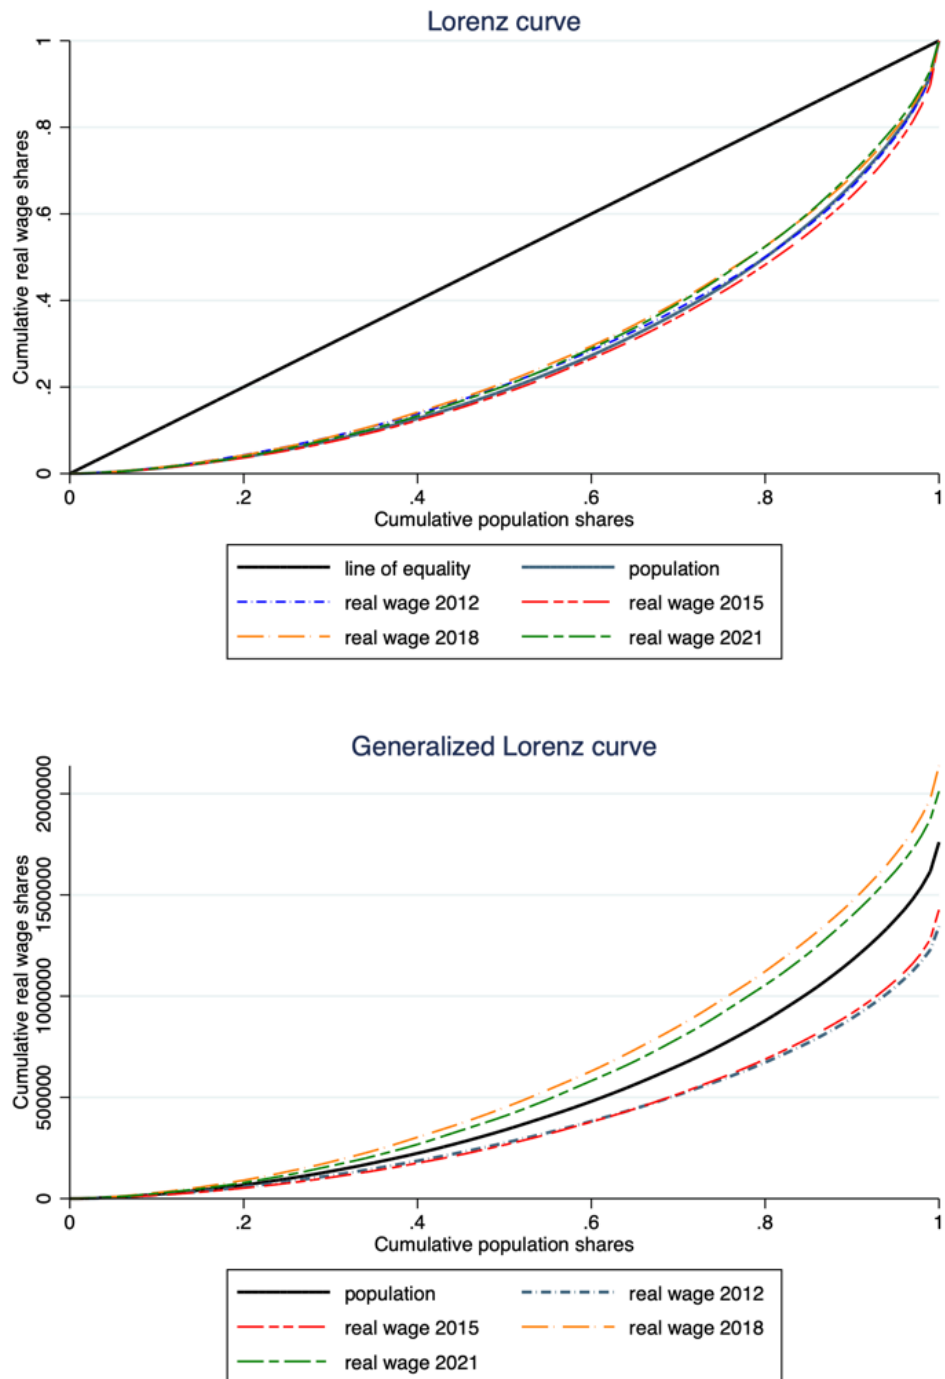 Lorenz curve
Cumulative real wage shares
1
.8
.6
.4
.2
0
0 .2 .4 .6 .8 1
Cumulative population shares
line of equality population
real wage 2012 real wage 2015
real wage 2018 real wage 2021
Generalized Lorenz curve
Cumulative real wage shares
2000000
1500000
1000000
500000
0
0 .2 .4 .6 .8 1
Cumulative population shares
population real wage 2012
real wage 2015 real wage 2018
real wage 2021